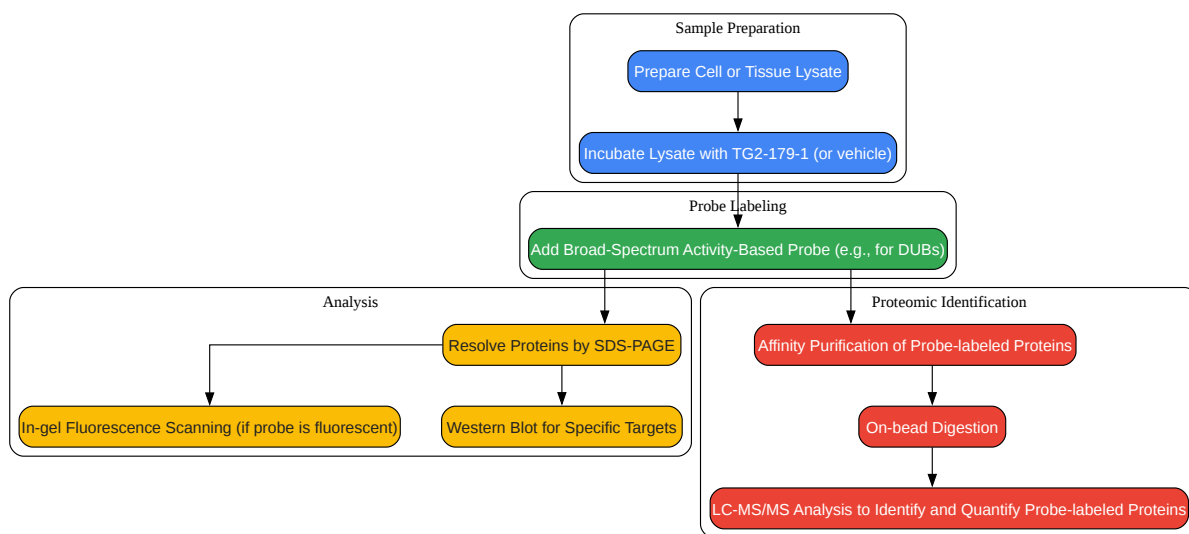 Sample Preparation
Prepare Cell or Tissue Lysate
Incubate Lysate with TG2-179-1 (or vehicle)
Probe Labeling
Add Broad-Spectrum Activity-Based Probe (e.g., for DUBs)
Analysis
Resolve Proteins by SDS-PAGE
In-gel Fluorescence Scanning (if probe is fluorescent)
Western Blot for Specific Targets
Proteomic Identification
Affinity Purification of Probe-labeled Proteins
On-bead Digestion
LC-MS/MS Analysis to Identify and Quantify Probe-labeled Proteins